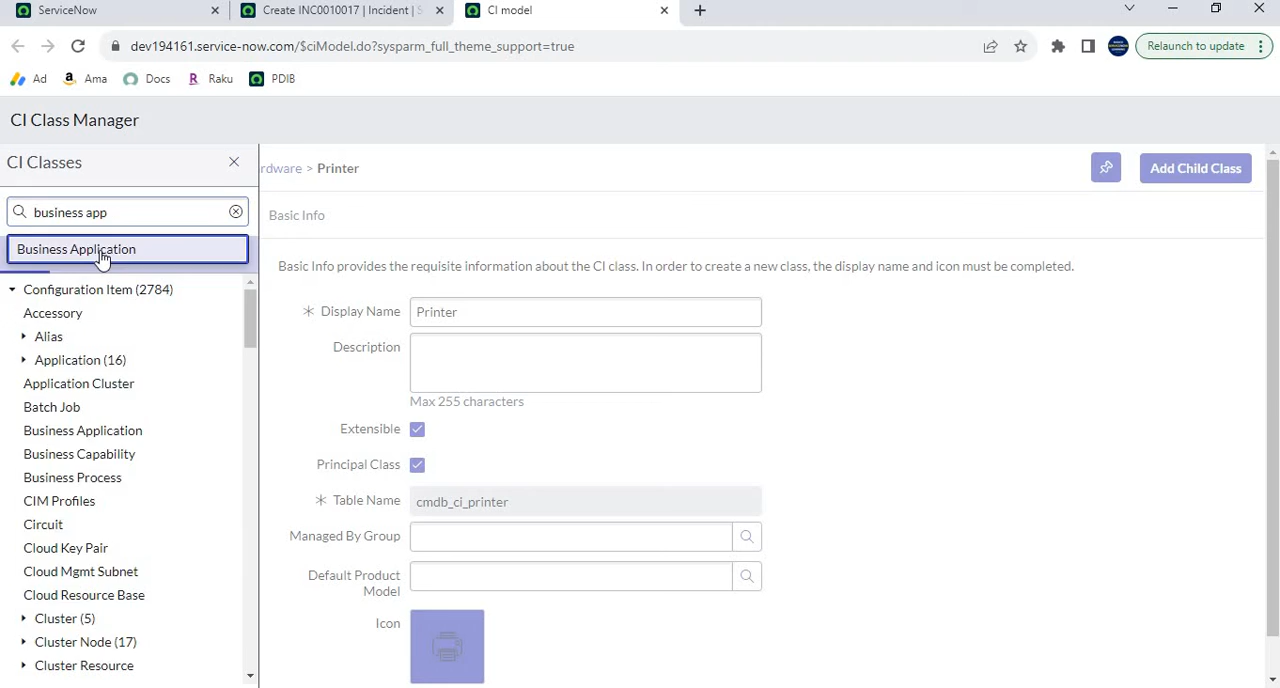 ServiceNow
Create INC0010017 | Incident |
CI model
dev194161.service-now.com/$ciModel.do?sysparm_full_theme_support=true
Relaunch to update
Ad
Ama
Docs
Raku
PDIB
CI Class Manager
CI Classes
rdware > Printer
Add Child Class
business app
Business Application
Basic Info
Basic Info provides the requisite information about the CI class. In order to create a new class, the display name and icon must be completed.
Configuration Item (2784)
Accessory
Alias
Application (16)
Application Cluster
Batch Job
Business Application
Business Capability
Business Process
CIM Profiles
Circuit
Cloud Key Pair
Cloud Mgmt Subnet
Cloud Resource Base
Cluster (5)
Cluster Node (17)
Cluster Resource
Display Name
Printer
Description
Max 255 characters
Extensible
Principal Class
Table Name
cmdb_ci_printer
Managed By Group
Default Product
Model
Icon